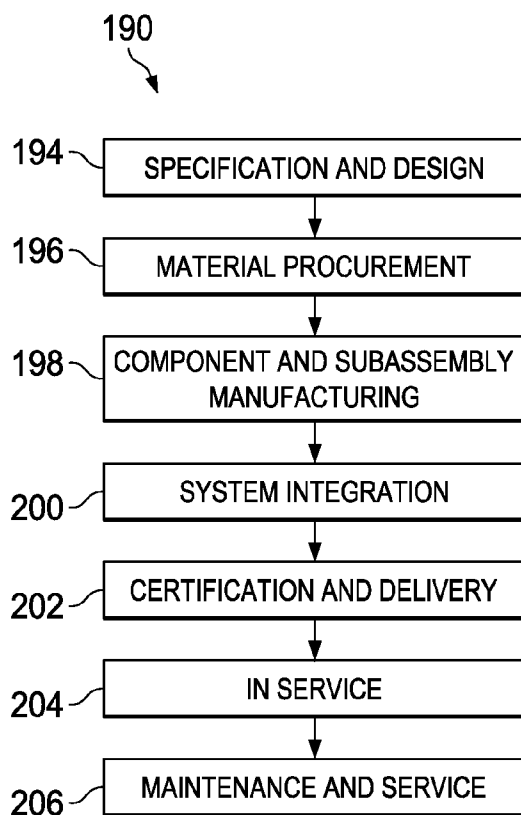 190
194
SPECIFICATION AND DESIGN
196
MATERIAL PROCUREMENT
198
COMPONENT AND SUBASSEMBLY
MANUFACTURING
200
SYSTEM INTEGRATION
202
CERTIFICATION AND DELIVERY
204
IN SERVICE
206
MAINTENANCE AND SERVICE